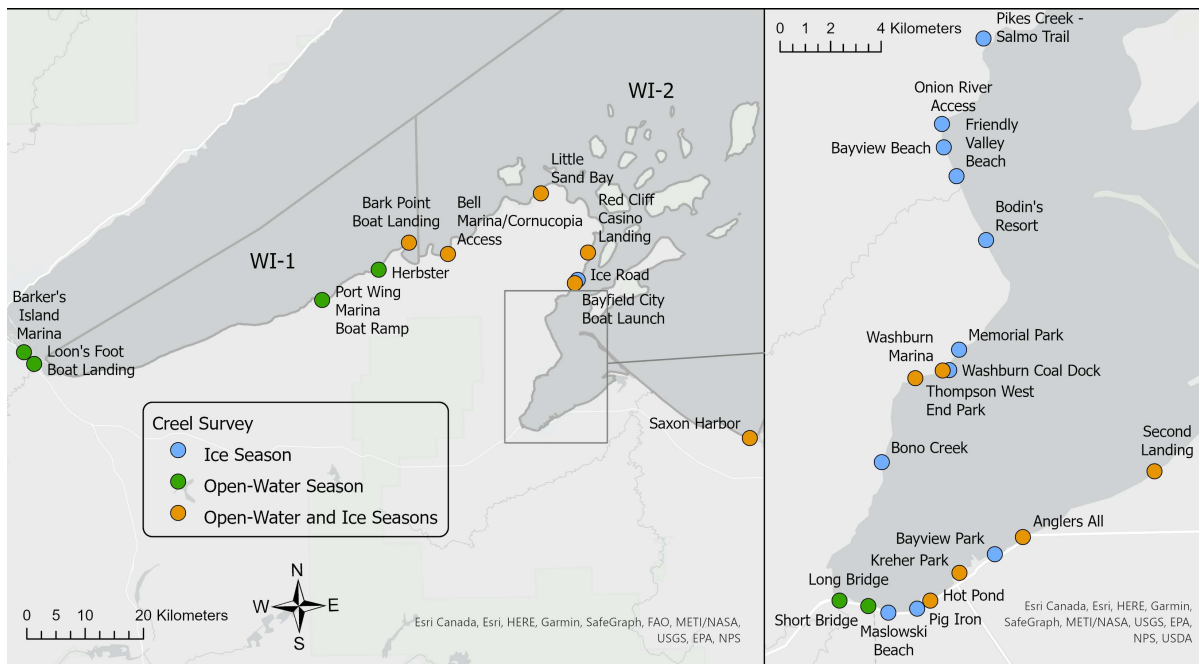 WI-2
Little
Sand Bay
Red Cliff
Casino
Landing
Bark Point
Boat Landing
Bell
Marina/Cornucopia
Access
WI-1
Herbster
Ice Road
Port Wing
Marina
Boat Ramp
Bayfield City
Boat Launch
Barker's
Island
Marina
Loon's Foot
Boat Landing
Saxon Harbor
Creel Survey
Ice Season
Open-Water Season
Open-Water and Ice Seasons
N
W
E
S
0 5 10 20 Kilometers
Esri Canada, Esri, HERE, Garmin, SafeGraph, FAO, METI/NASA,
USGS, EPA, NPS
0 1 2 4 Kilometers
Pikes Creek -
Salmo Trail
Onion River
Access
Friendly
Valley
Beach
Bayview Beach
Bodin's
Resort
Memorial Park
Washburn
Marina
Washburn Coal Dock
Thompson West
End Park
Bono Creek
Second
Landing
Anglers All
Bayview Park
Kreher Park
Long Bridge
Hot Pond
Short Bridge
Pig Iron
Maslowski
Beach
Esri Canada, Esri, HERE, Garmin,
SafeGraph, METI/NASA, USGS, EPA,
NPS, USDA